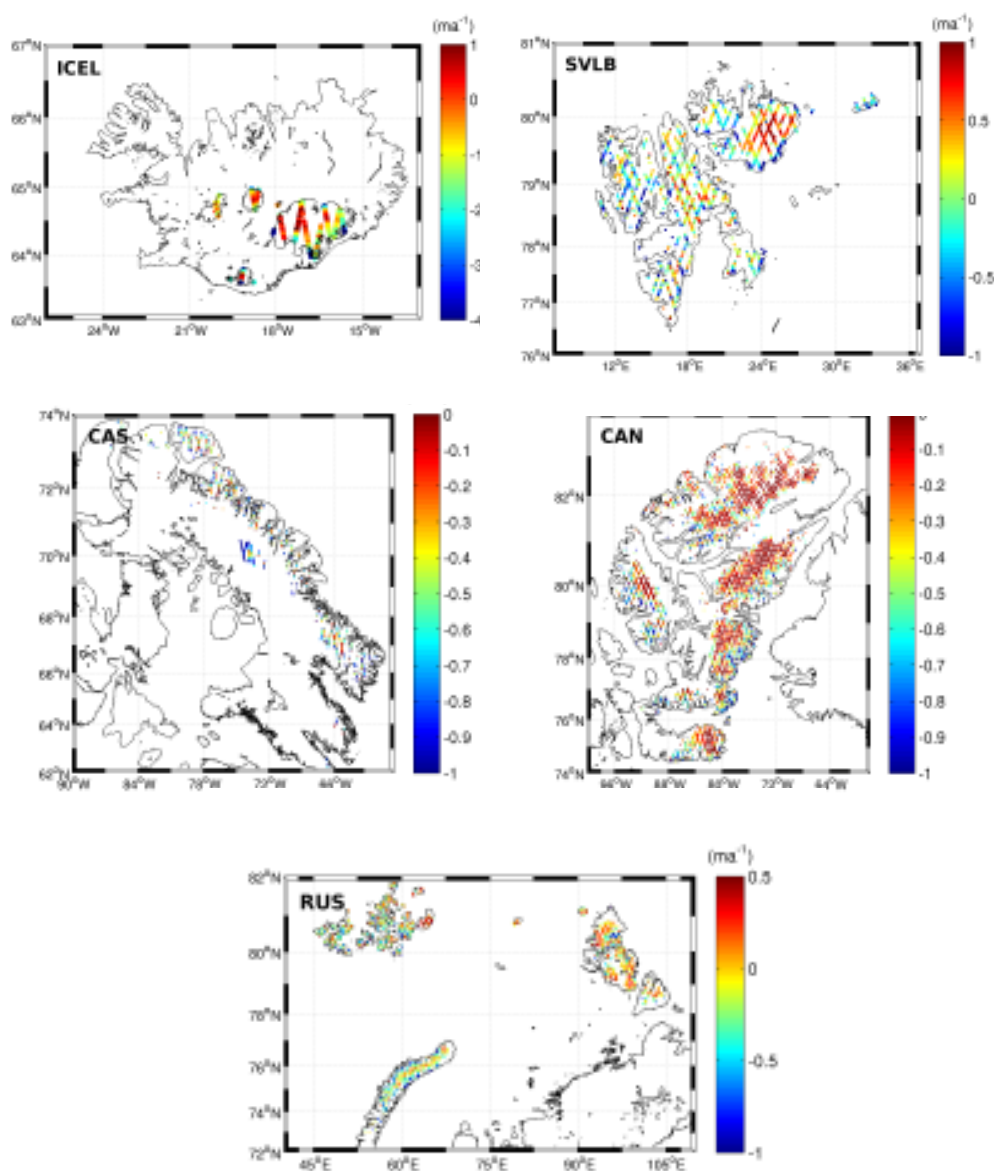 (ma⁻¹)
67°N
ICEL
66°N
65°N
64°N
63°N
24°W 21°W 18°W 15°W
1
0
-1
-2
-3
-4
(ma⁻¹)
81°N
SVLB
80°N
79°N
78°N
77°N
76°N
12°E 18°E 24°E 30°E 36°E
1
0.5
0
-0.5
-1
74°N
CAS
72°N
70°N
68°N
66°N
64°N
62°N
90°W 84°W 78°W 72°W 66°W
0
-0.1
-0.2
-0.3
-0.4
-0.5
-0.6
-0.7
-0.8
-0.9
-1
CAN
82°N
80°N
78°N
76°N
74°N
96°W 88°W 80°W 72°W 64°W
0
-0.1
-0.2
-0.3
-0.4
-0.5
-0.6
-0.7
-0.8
-0.9
-1
(ma⁻¹)
82°N
RUS
80°N
78°N
76°N
74°N
72°N
45°E 60°E 75°E 90°E 105°E
0.5
0
-0.5
-1